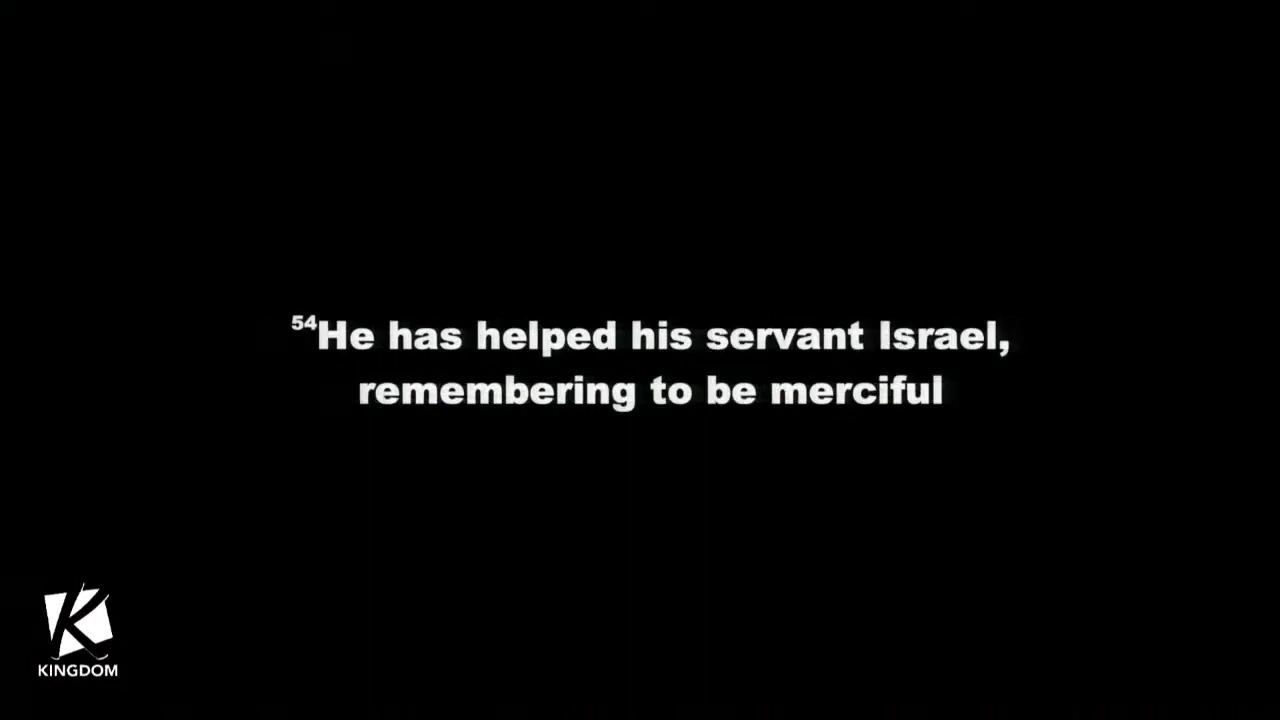 54He has helped his servant Israel,
remembering to be merciful
K
KINGDOM